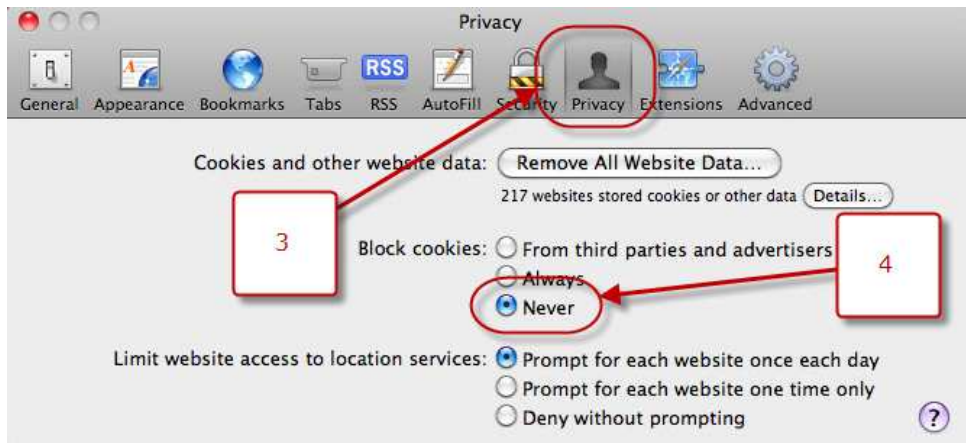 Privacy
RSS
General Appearance Bookmarks Tabs RSS AutoFill Security Privacy Extensions Advanced
Cookies and other website data: Remove All Website Data...
217 websites stored cookies or other data Details...
3
Block cookies: From third parties and advertisers
4
Always
Never
Limit website access to location services: Prompt for each website once each day
Prompt for each website one time only
Deny without prompting
?